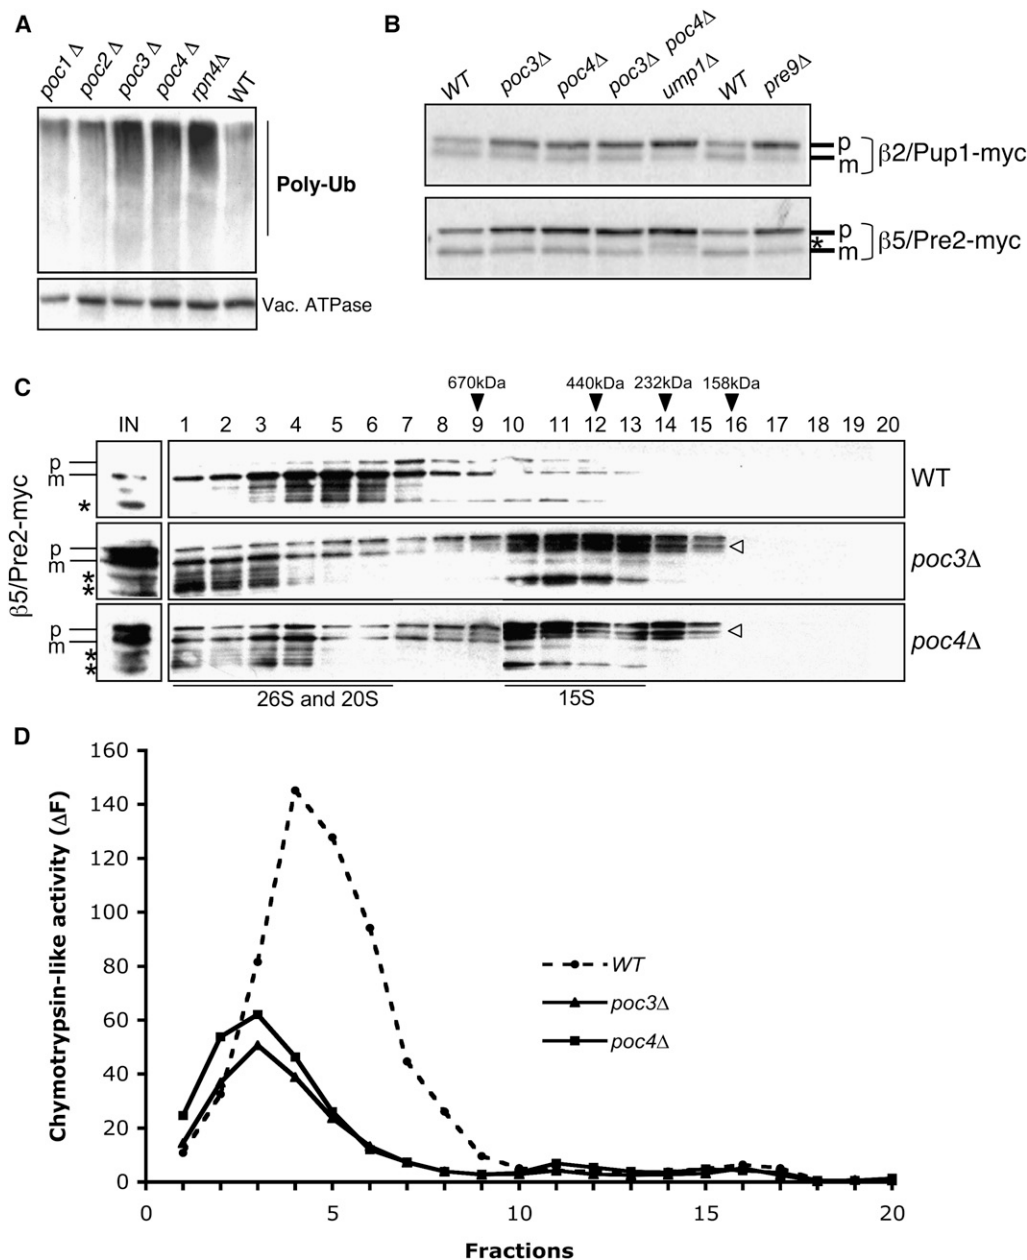 A
poc1Δ poc2Δ poc3Δ poc4Δ rpn4Δ WT
Poly-Ub
Vac. ATPase
B
WT poc3Δ poc4Δ poc3Δ poc4Δ ump1Δ WT pre9Δ
p
m
β2/Pup1-myc
p
*
m
β5/Pre2-myc
C
670kDa 440kDa 232kDa 158kDa
IN 1 2 3 4 5 6 7 8 9 10 11 12 13 14 15 16 17 18 19 20
β5/Pre2-myc
p
m
*
WT
p
m
*
*
poc3Δ
p
m
*
*
poc4Δ
26S and 20S 15S
D
Chymotrypsin-like activity (ΔF)
160
140
120
100
80
60
40
20
0
WT
poc3Δ
poc4Δ
0 5 10 15 20
Fractions